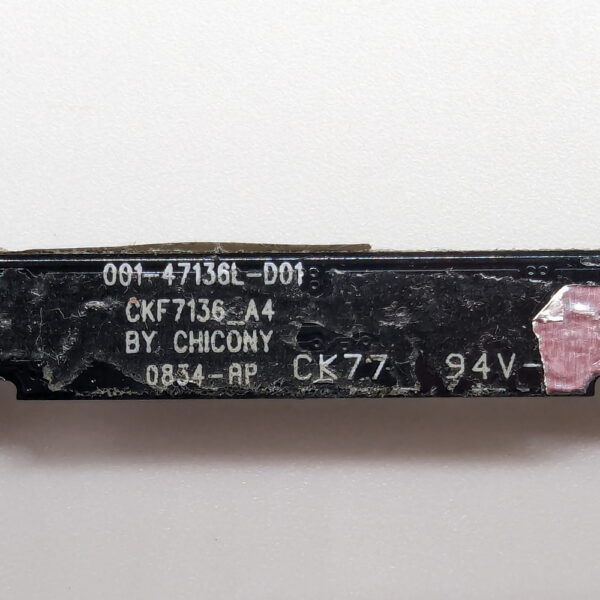 001-47136L-D01
CKF7136_A4
BY CHICONY
0834-AP CK77 94V-